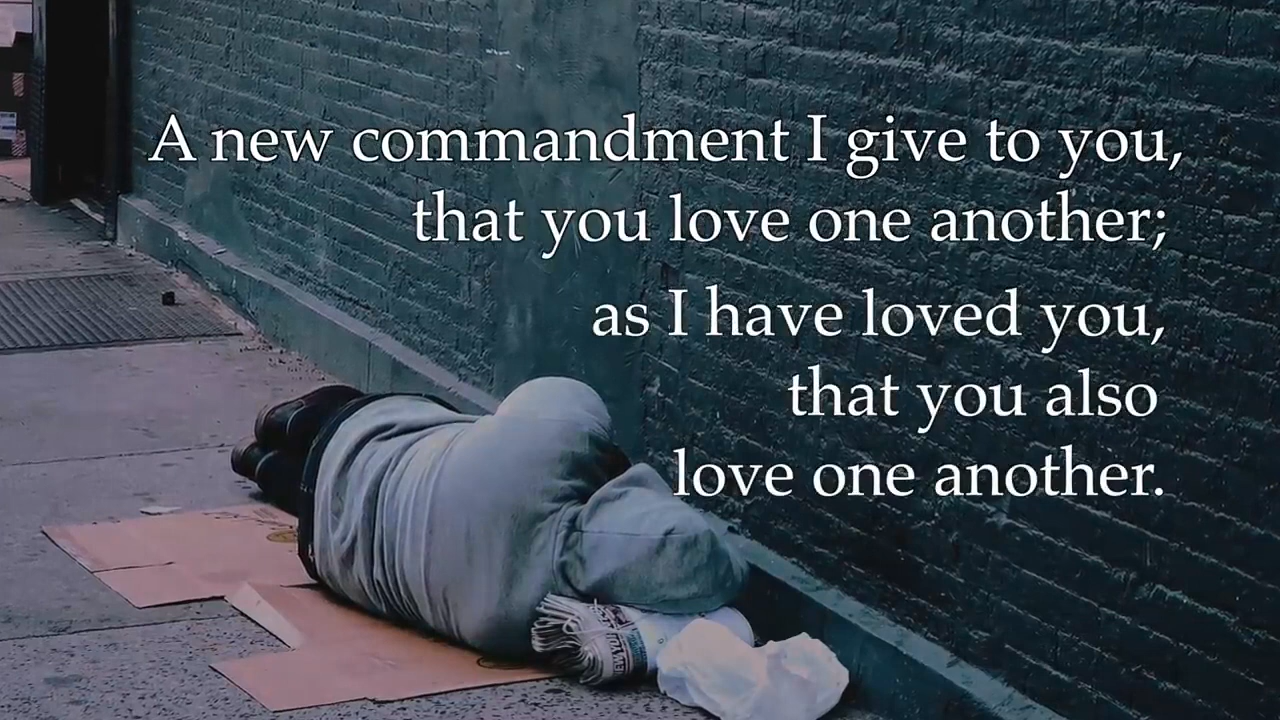 A new commandment I give to you,
that you love one another;
as I have loved you,
that you also
love one another.